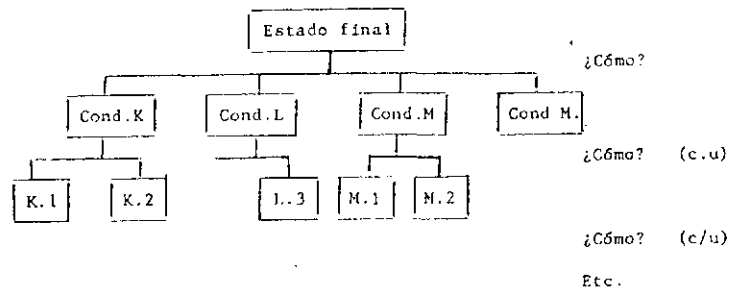 Estado final
¿Cómo?
Cond.K Cond.L Cond.M Cond M.
¿Cómo? (c.u)
K.1 K.2 L.3 M.1 M.2
¿Cómo? (c/u)
Etc.